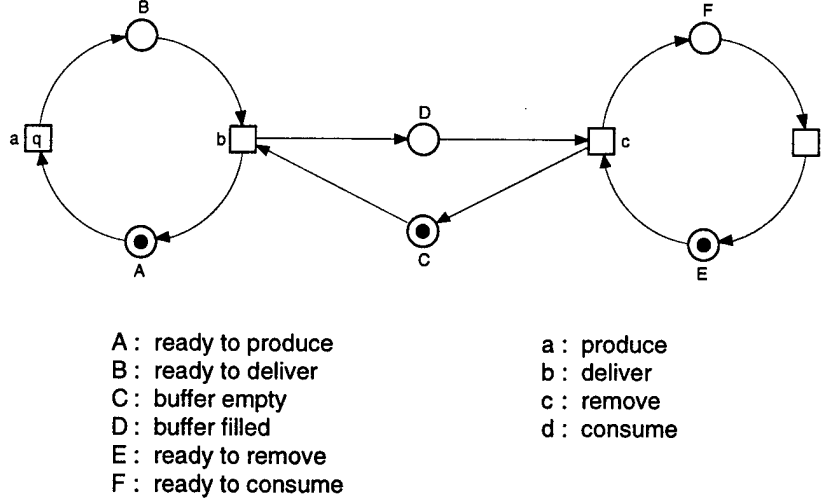 B
F
a q
b
D
c
A
C
E
A : ready to produce
B : ready to deliver
C : buffer empty
D : buffer filled
E : ready to remove
F : ready to consume
a : produce
b : deliver
c : remove
d : consume